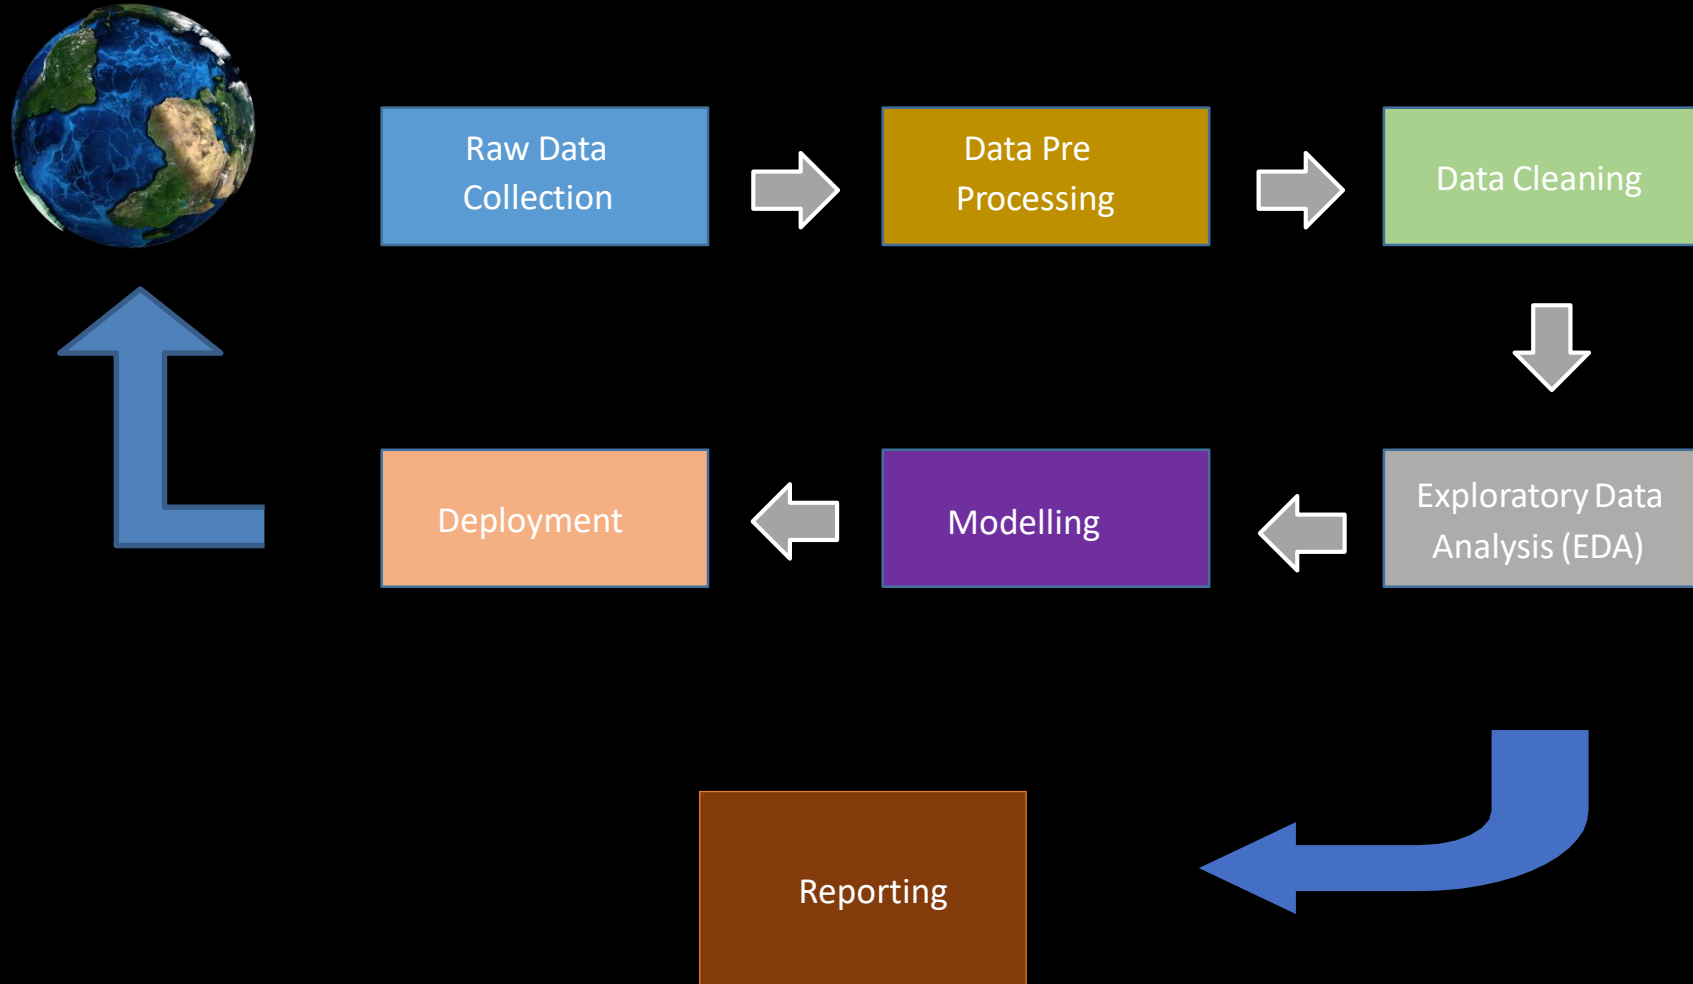 Raw Data
Collection
Data Pre
Processing
Data Cleaning
Exploratory Data
Analysis (EDA)
Modelling
Deployment
Reporting